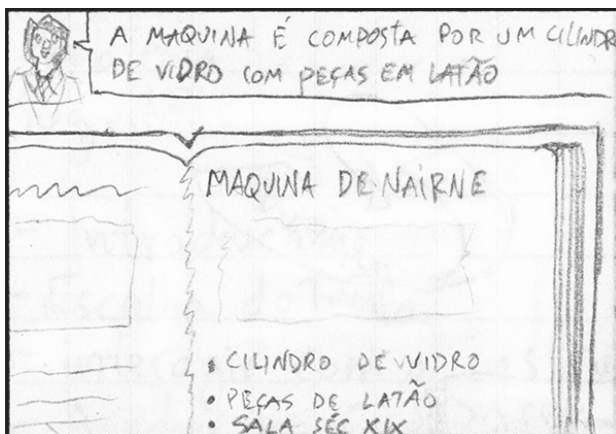 A MAQUINA É COMPOSTA POR UM CILINDRO
DE VIDRO COM PEÇAS EM LATÃO
MAQUINA DE NAIRNE
• CILINDRO DE VIDRO
• PEÇAS DE LATÃO
• SALA SÉC XIX